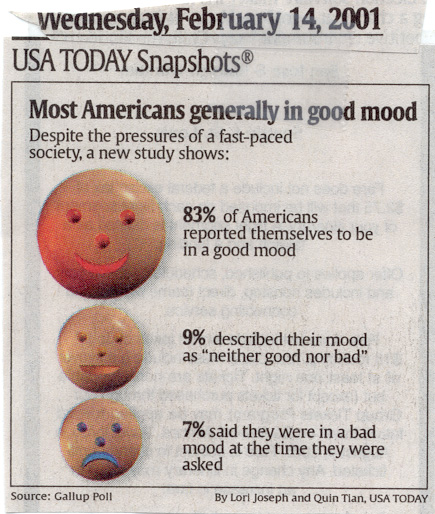 Wednesday, February 14, 2001
USA TODAY Snapshots®
Most Americans generally in good mood
Despite the pressures of a fast-paced
society, a new study shows:
83% of Americans
reported themselves to be
in a good mood
9% described their mood
as “neither good nor bad”
7% said they were in a bad
mood at the time they were
asked
Source: Gallup Poll
By Lori Joseph and Quin Tian, USA TODAY